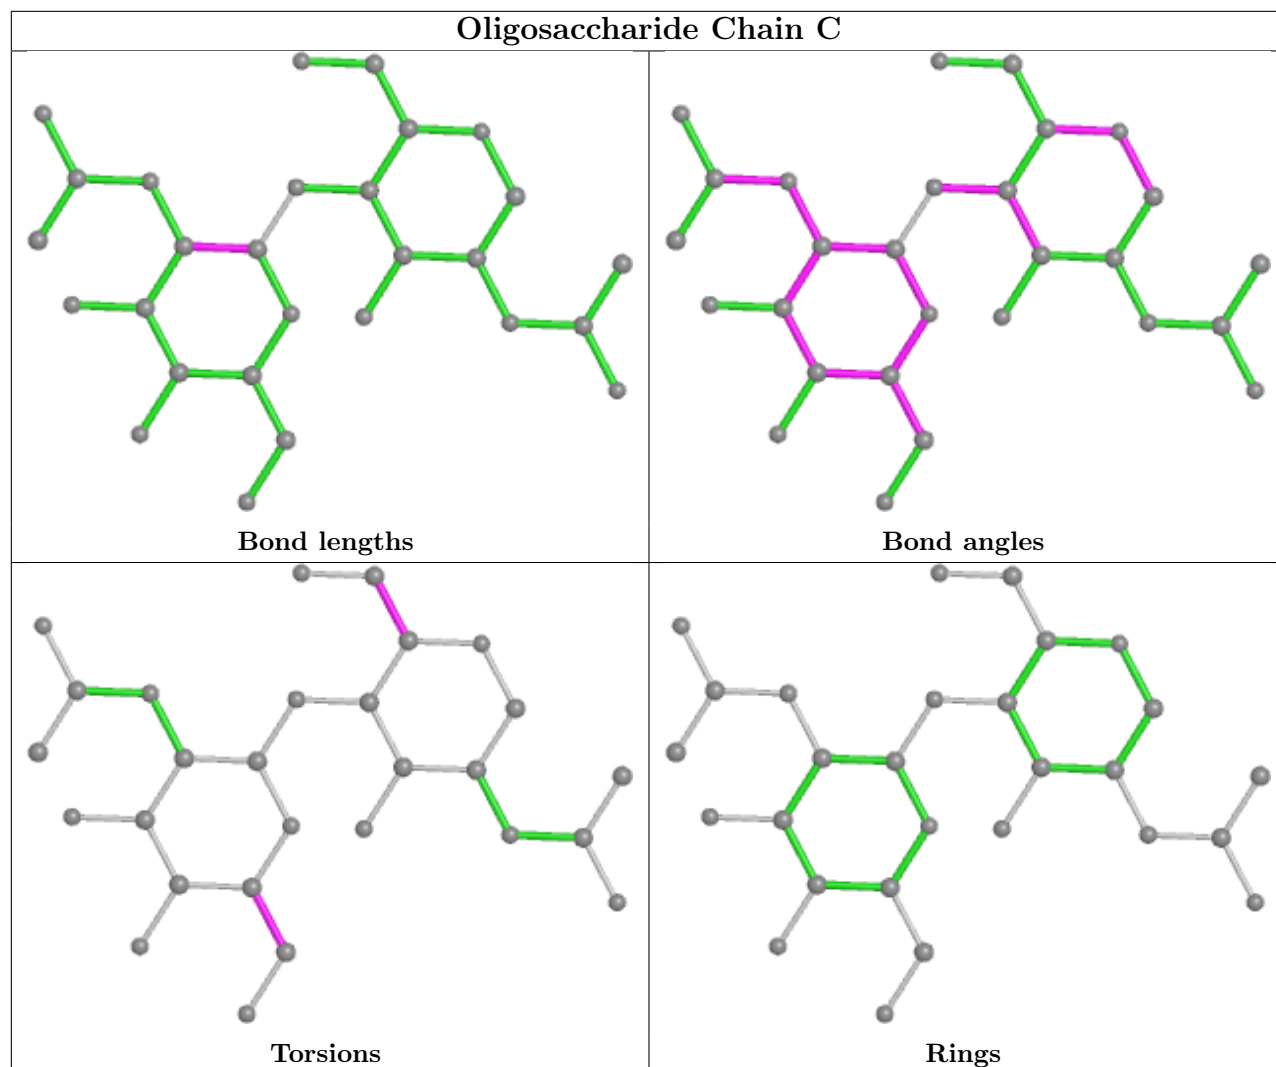 Oligosaccharide Chain C
Bond lengths
Bond angles
Torsions
Rings